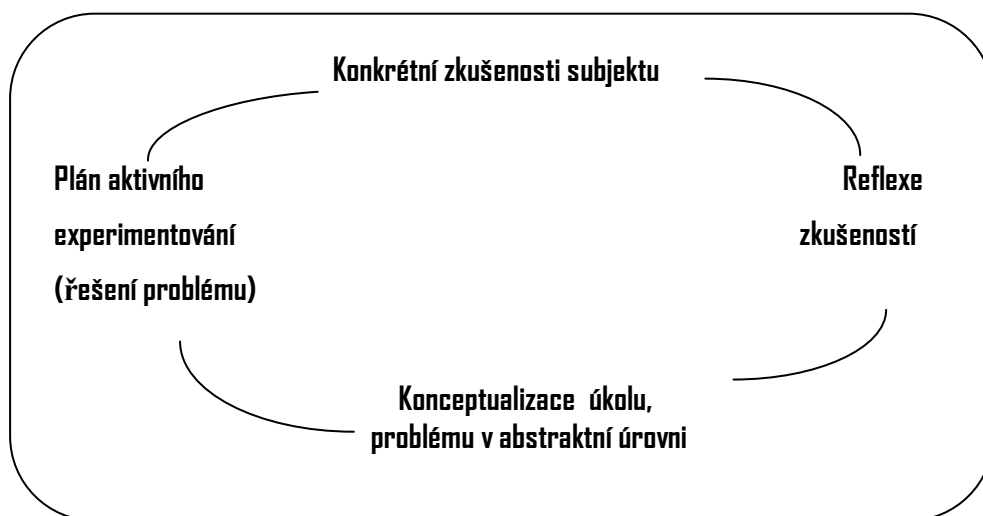 Konkrétní zkušenosti subjektu
Plán aktivního
experimentování
(řešení problému)
Reflexe
zkušeností
Konceptualizace úkolu,
problému v abstraktní úrovni